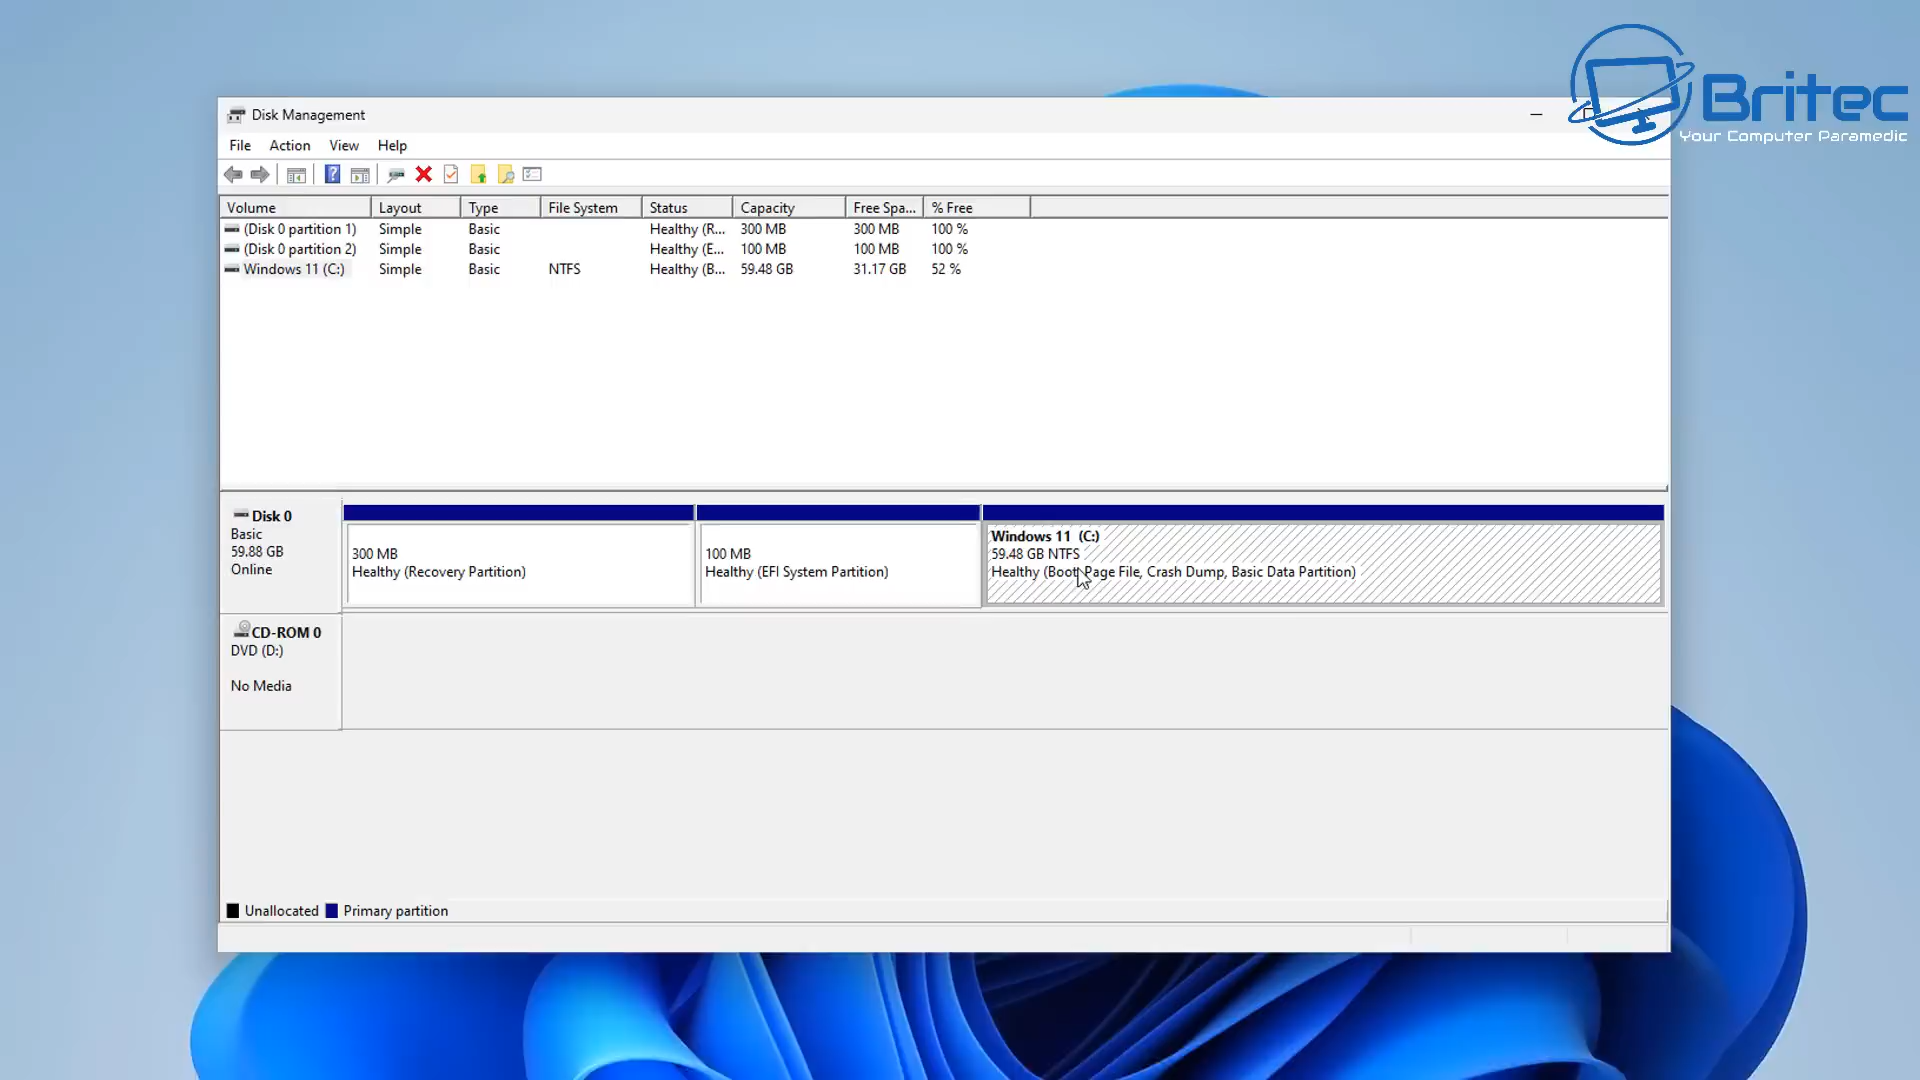 Britec
Your Computer Paramedic
Disk Management
File Action View Help
Volume Layout Type File System Status Capacity Free Spa... % Free
(Disk 0 partition 1) Simple Basic Healthy (R... 300 MB 300 MB 100 %
(Disk 0 partition 2) Simple Basic Healthy (E... 100 MB 100 MB 100 %
Windows 11 (C:) Simple Basic NTFS Healthy (B... 59.48 GB 31.17 GB 52 %
Disk 0
Basic
59.88 GB
Online
300 MB
Healthy (Recovery Partition)
100 MB
Healthy (EFI System Partition)
Windows 11 (C:)
59.48 GB NTFS
Healthy (Boot, Page File, Crash Dump, Basic Data Partition)
CD-ROM 0
DVD (D:)
No Media
Unallocated Primary partition